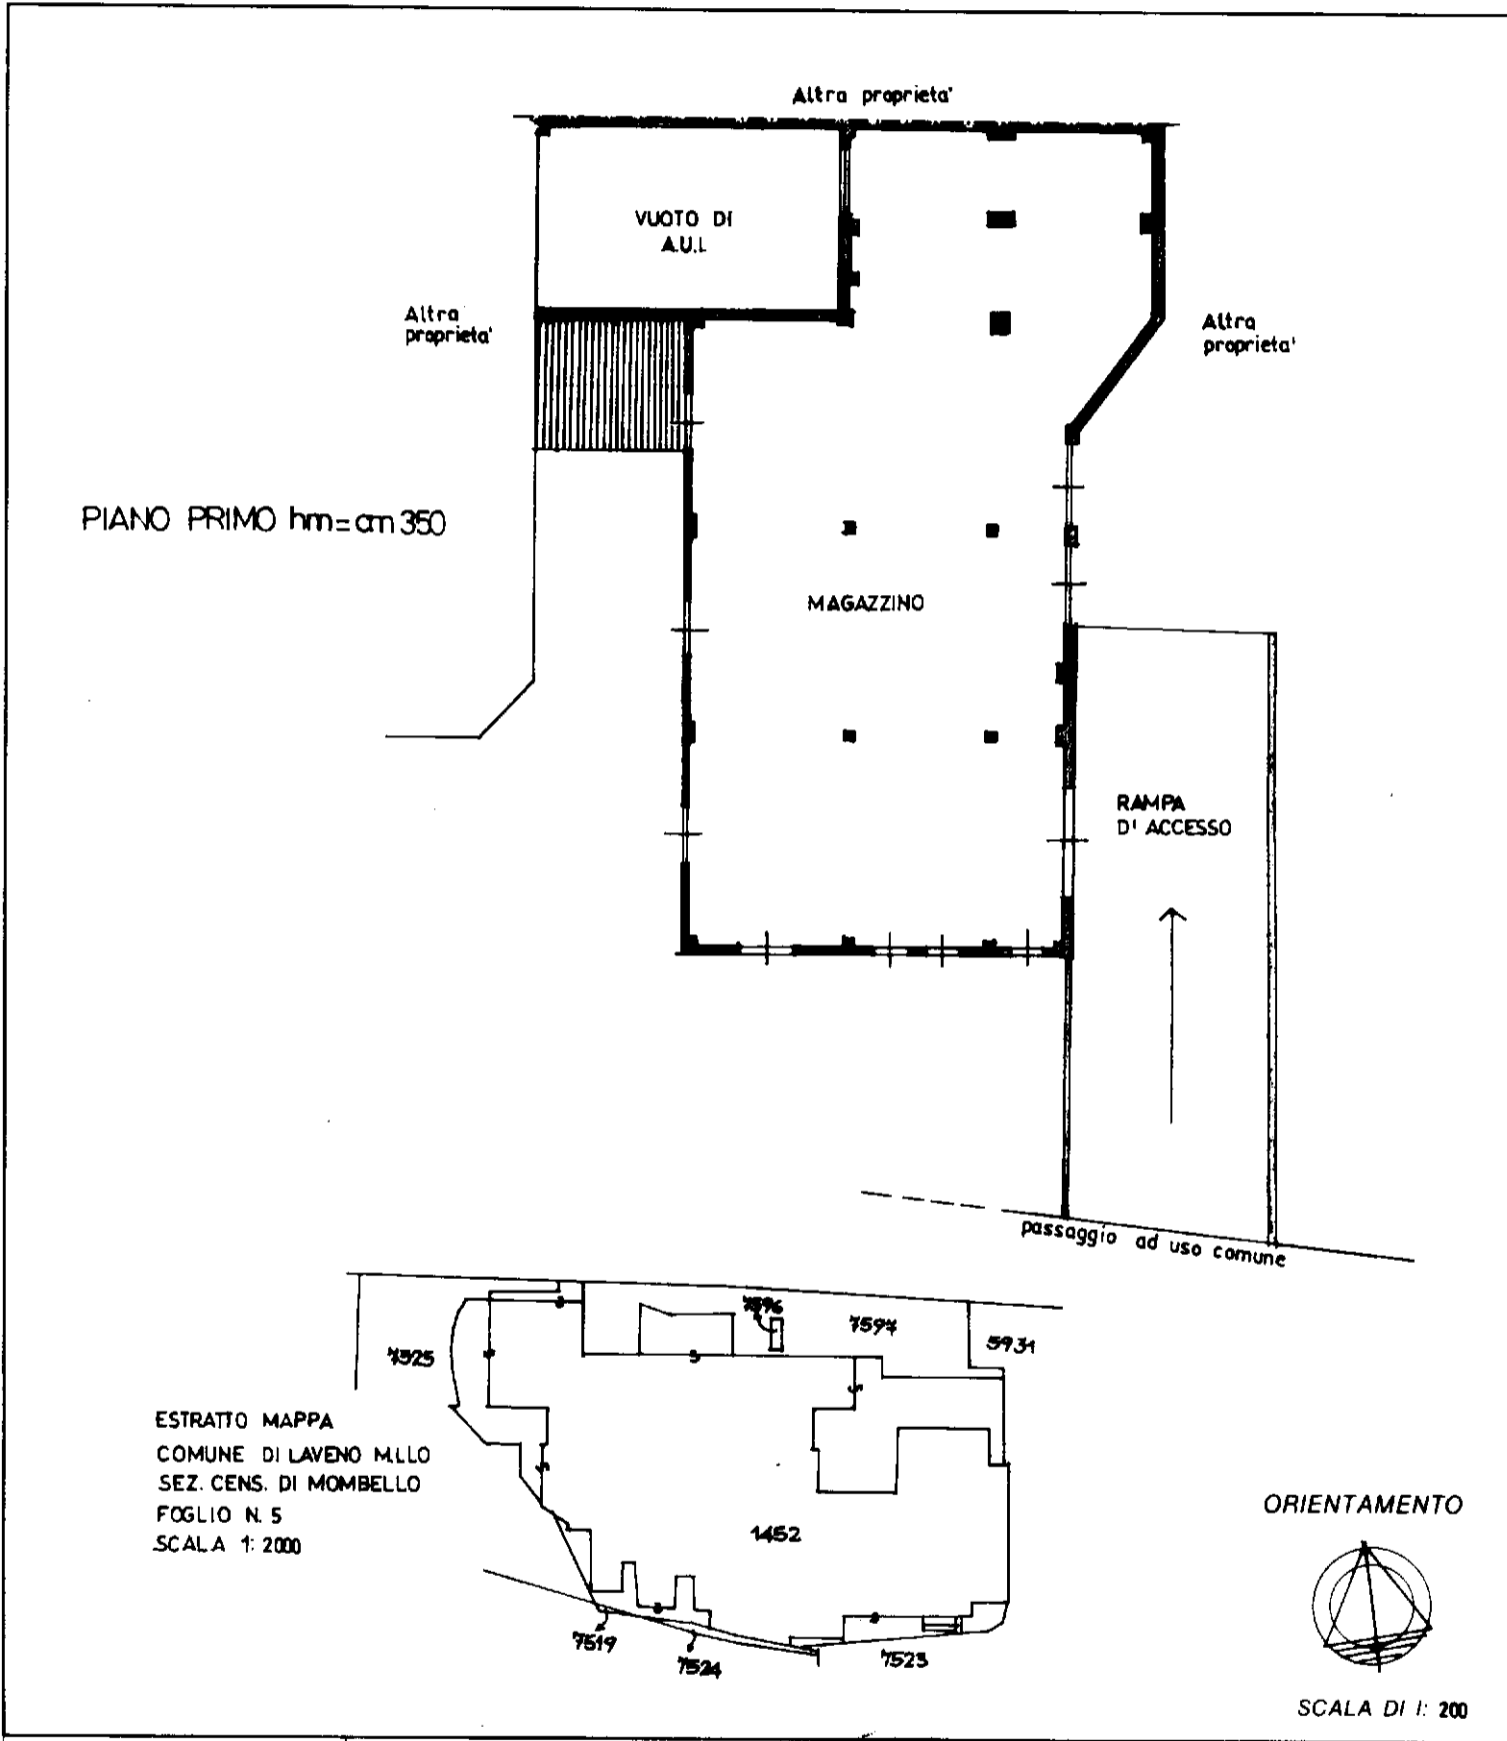 Altra proprieta'
VUOTO DI
A.U.I.
Altra
proprieta'
Altra
proprieta'
PIANO PRIMO hm=cm 350
MAGAZZINO
RAMPA
D' ACCESSO
passaggio ad uso comune
7596
7597
5931
7525
ESTRATTO MAPPA
COMUNE DI LAVENO M.LLO
SEZ. CENS. DI MOMBELLO
FOGLIO N. 5
SCALA 1: 2000
1452
7519
7524
7523
ORIENTAMENTO
SCALA DI 1: 200